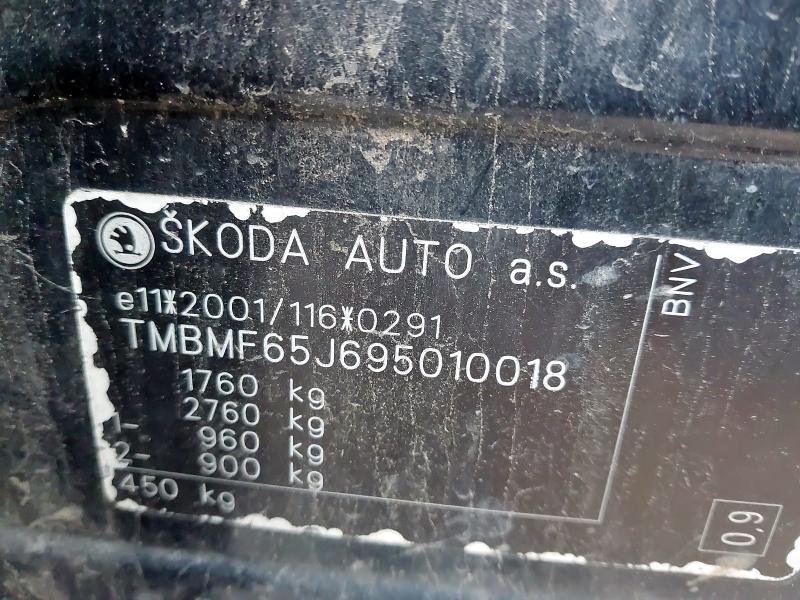 ŠKODA AUTO a.s.
e11*2001/116*0291
TMBMF65J695010018
1760 kg
2760 kg
1- 960 kg
2- 900 kg
450 kg
BNV
0,9